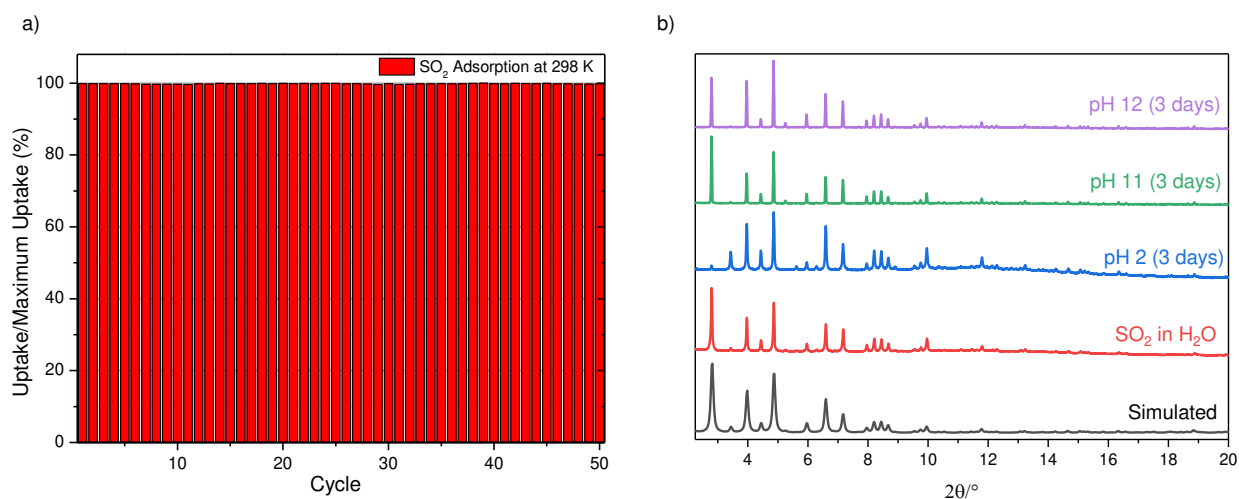 a)
SO₂ Adsorption at 298 K
Uptake/Maximum Uptake (%)
100
80
60
40
20
0
10 20 30 40 50
Cycle
b)
pH 12 (3 days)
pH 11 (3 days)
pH 2 (3 days)
SO₂ in H₂O
Simulated
4 6 8 10 12 14 16 18 20
2θ/°